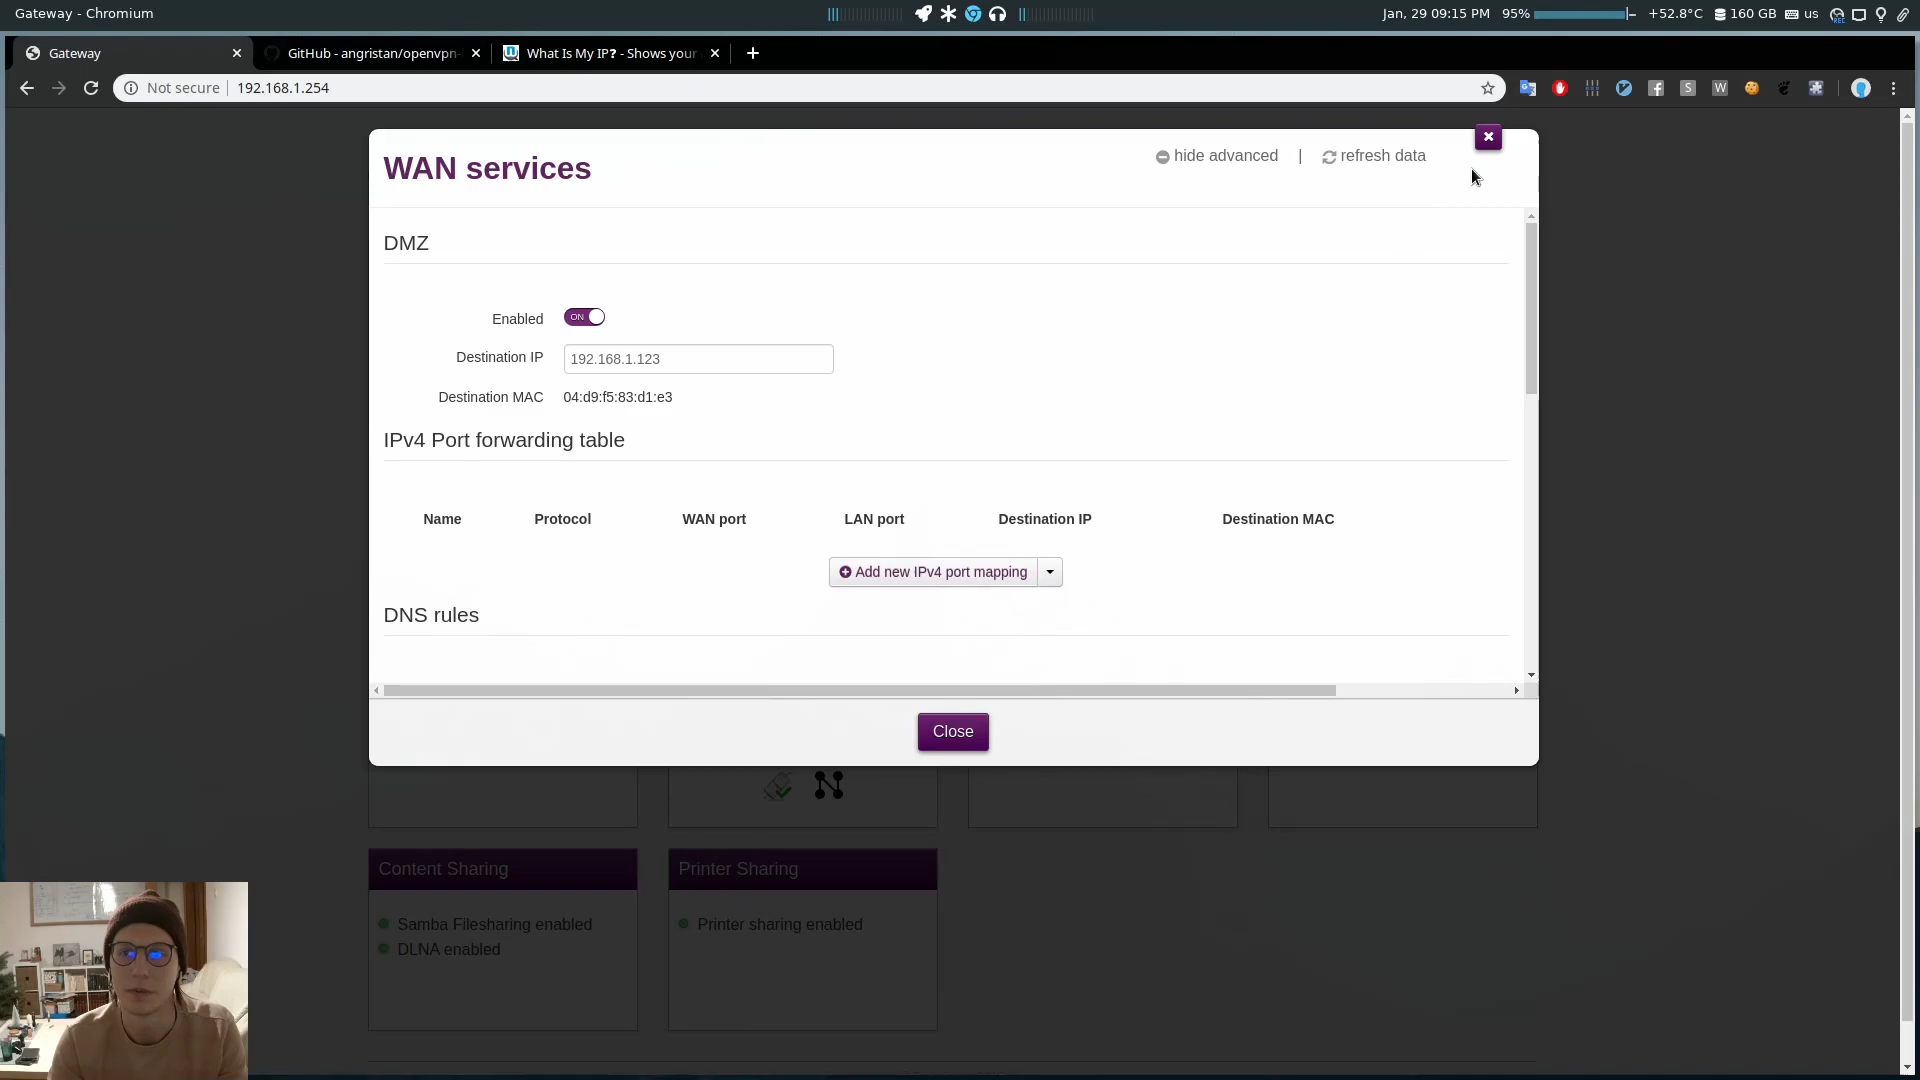 Gateway - Chromium
Jan, 29 09:15 PM
95%
+52.8°C
160 GB
us
Gateway
GitHub - angristan/openvpn-
What Is My IP? - Shows your
Not secure
192.168.1.254
WAN services
hide advanced | refresh data
DMZ
Enabled
ON
Destination IP
192.168.1.123
Destination MAC
04:d9:f5:83:d1:e3
IPv4 Port forwarding table
Name Protocol WAN port LAN port Destination IP Destination MAC
Add new IPv4 port mapping
DNS rules
Close
Content Sharing
Samba Filesharing enabled
DLNA enabled
Printer Sharing
Printer sharing enabled